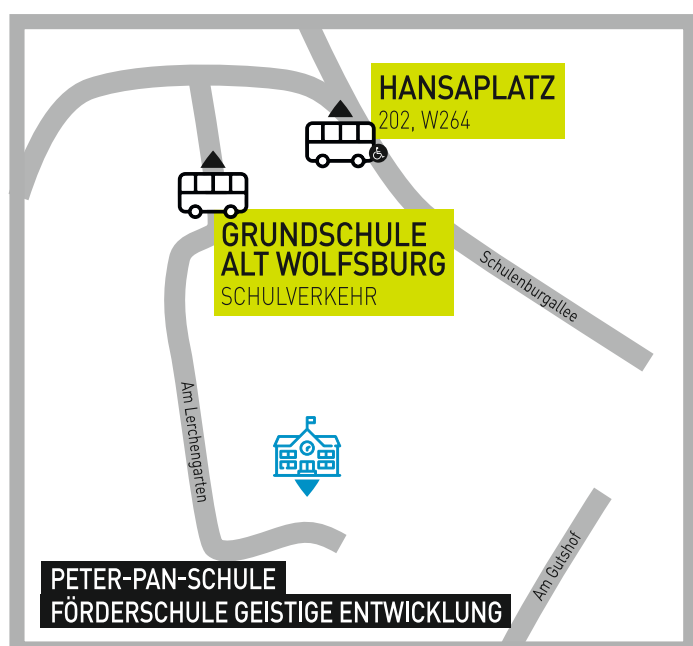 HANSAPLATZ
202, W264
GRUNDSCHULE
ALT WOLFSBURG
SCHULVERKEHR
Schulenburgallee
Am Lerchengarten
Am Gutshof
PETER-PAN-SCHULE
FÖRDERSCHULE GEISTIGE ENTWICKLUNG